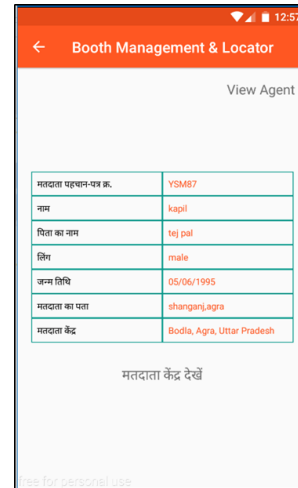 12:57
Booth Management & Locator
View Agent
मतदाता पहचान-पत्र क्र. YSM87
नाम kapil
पिता का नाम tej pal
लिंग male
जन्म तिथि 05/06/1995
मतदाता का पता shanganj,agra
मतदाता केंद्र Bodla, Agra, Uttar Pradesh
मतदाता केंद्र देखें
free for personal use